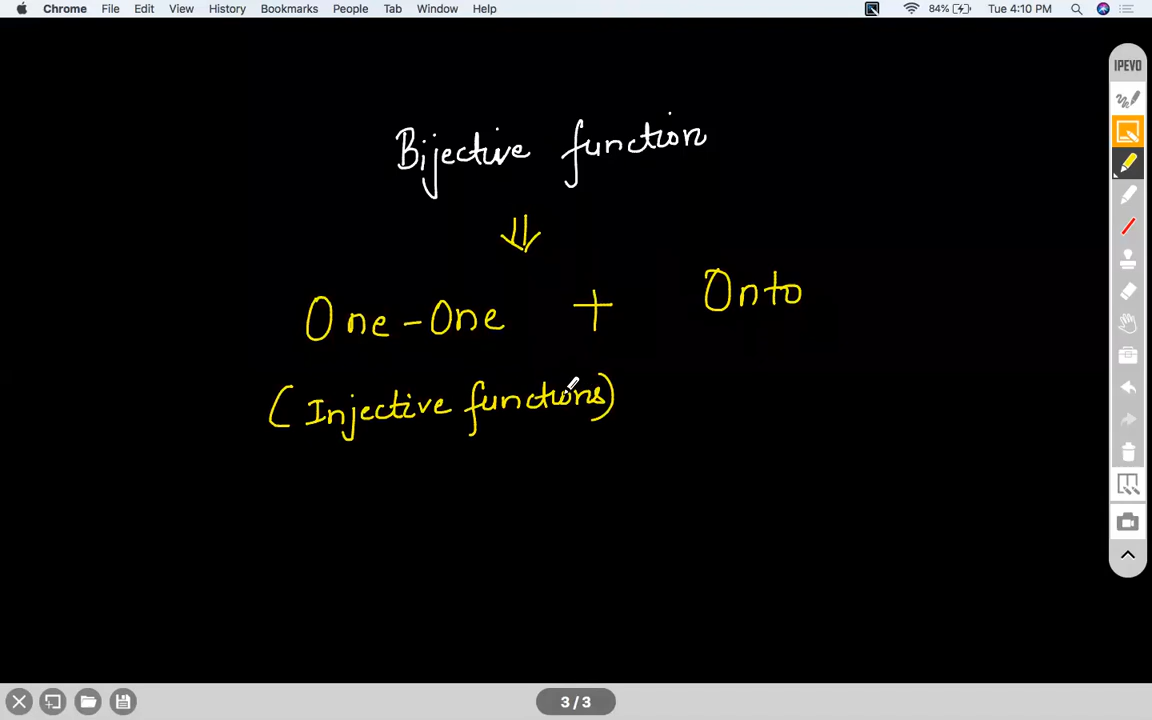 Chrome File Edit View History Bookmarks People Tab Window Help 84% Tue 4:10 PM
IPEVO
Bijective function
⇓
One-One + Onto
(Injective functions)
3 / 3